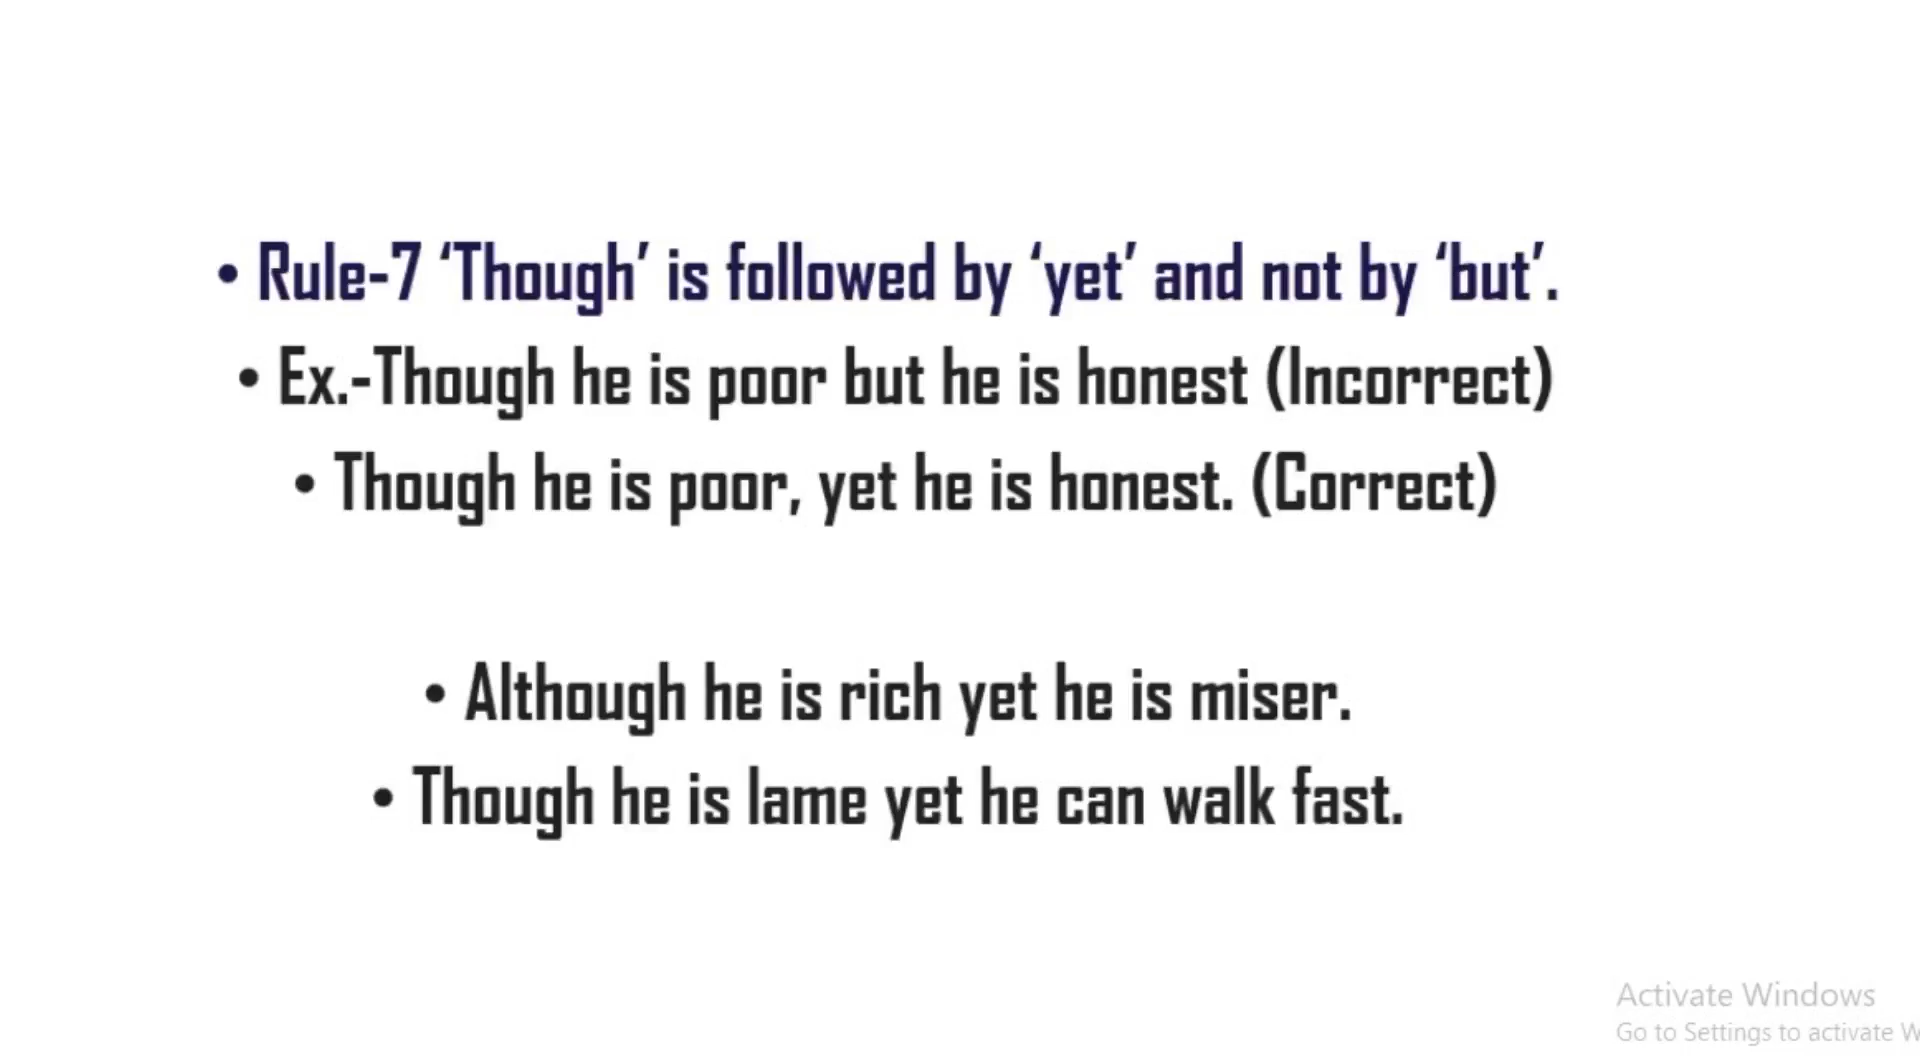 • Rule-7 ‘Though’ is followed by ‘yet’ and not by ‘but’.
• Ex.-Though he is poor but he is honest (Incorrect)
• Though he is poor, yet he is honest. (Correct)
• Although he is rich yet he is miser.
• Though he is lame yet he can walk fast.
Activate Windows
Go to Settings to activate W